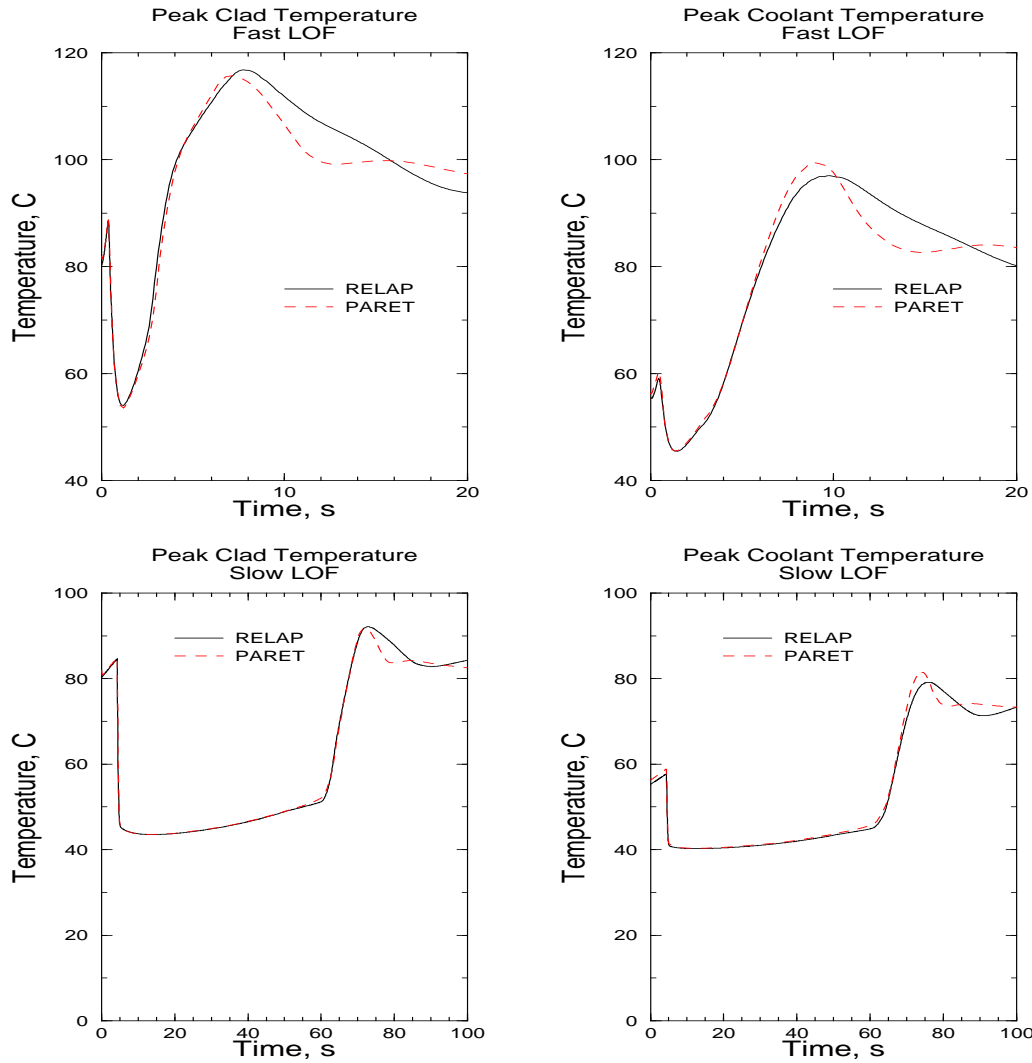 Peak Clad Temperature
Fast LOF
120
100
80
60
40
Temperature, C
RELAP
PARET
0
10
20
Time, s
Peak Coolant Temperature
Fast LOF
120
100
80
60
40
Temperature, C
RELAP
PARET
0
10
20
Time, s
Peak Clad Temperature
Slow LOF
100
80
60
40
20
0
Temperature, C
RELAP
PARET
0
20
40
60
80
100
Time, s
Peak Coolant Temperature
Slow LOF
100
80
60
40
20
0
Temperature, C
RELAP
PARET
0
20
40
60
80
100
Time, s